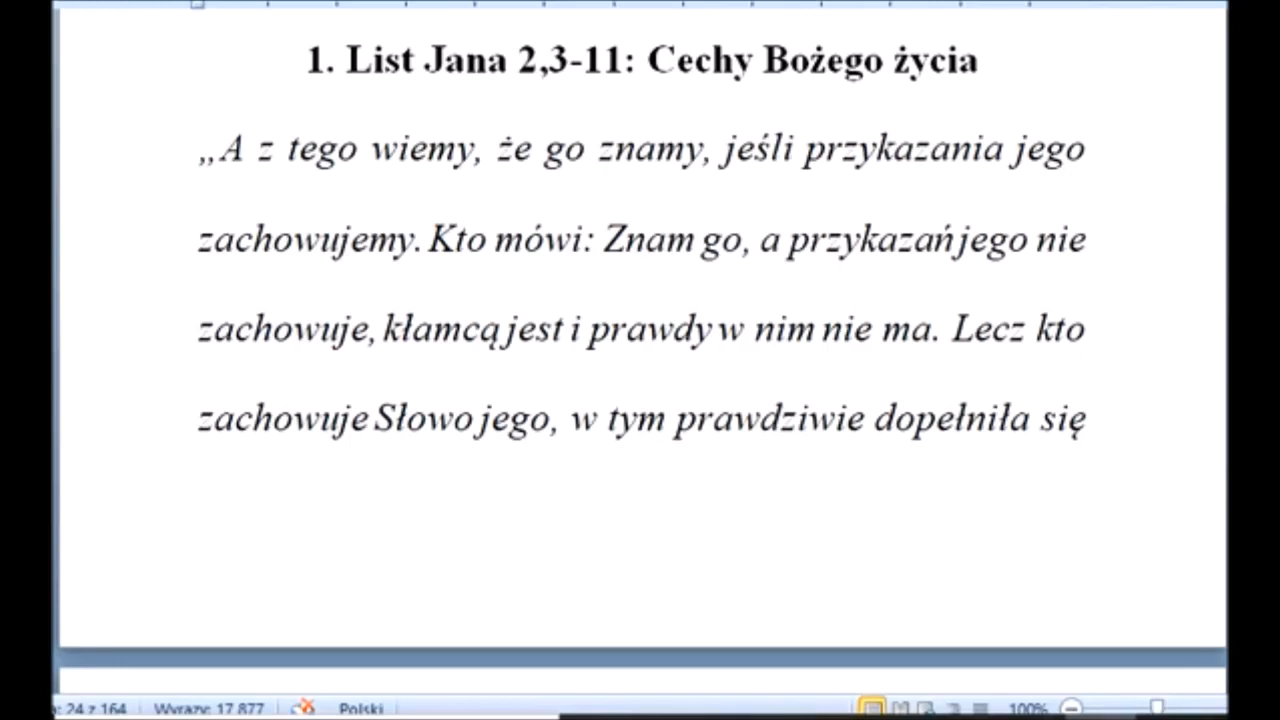 1. List Jana 2,3-11: Cechy Bożego życia
„A z tego wiemy, że go znamy, jeśli przykazania jego
zachowujemy. Kto mówi: Znam go, a przykazań jego nie
zachowuje, kłamcą jest i prawdy w nim nie ma. Lecz kto
zachowuje Słowo jego, w tym prawdziwie dopełniła się
: 24 z 164 Wyrazy: 17 877 Polski 100%